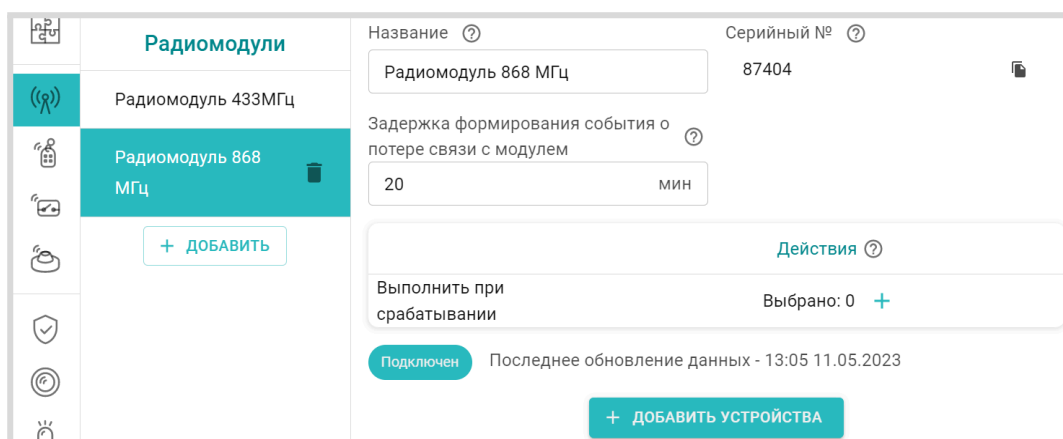 Радиомодули
Радиомодуль 433МГц
Радиомодуль 868
МГц
+ ДОБАВИТЬ
Название ?
Серийный № ?
Радиомодуль 868 МГц
87404
Задержка формирования события о
потере связи с модулем ?
20 мин
Действия ?
Выполнить при
срабатывании
Выбрано: 0 +
Подключен
Последнее обновление данных - 13:05 11.05.2023
+ ДОБАВИТЬ УСТРОЙСТВА